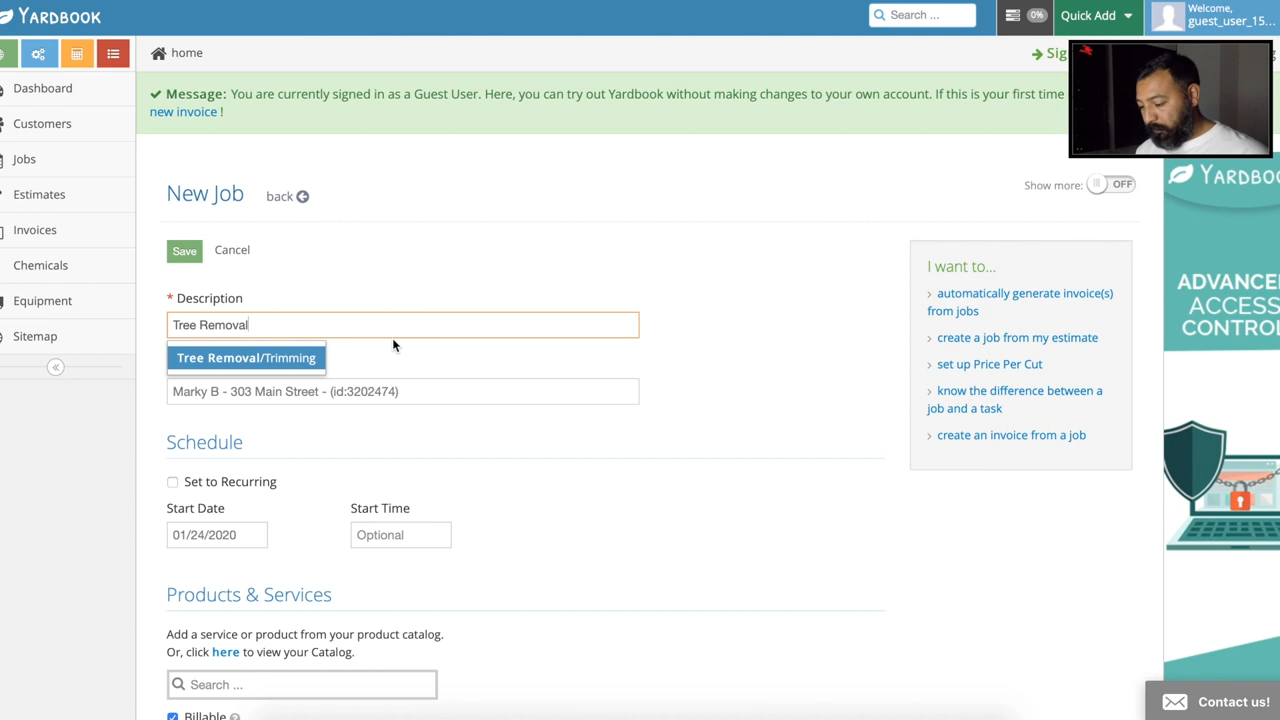 YARDBOOK
Search ...
0%
Quick Add
Welcome,
guest_user_15...
home
Sig
Message: You are currently signed in as a Guest User. Here, you can try out Yardbook without making changes to your own account. If this is your first time
new invoice !
Dashboard
Customers
Jobs
Estimates
Invoices
Chemicals
Equipment
Sitemap
New Job
back
Show more:
OFF
Save
Cancel
* Description
Tree Removal
Tree Removal/Trimming
Marky B - 303 Main Street - (id:3202474)
Schedule
Set to Recurring
Start Date
Start Time
01/24/2020
Optional
Products & Services
Add a service or product from your product catalog.
Or, click here to view your Catalog.
Search ...
Billable
I want to...
automatically generate invoice(s)
from jobs
create a job from my estimate
set up Price Per Cut
know the difference between a
job and a task
create an invoice from a job
YARDBO
ADVANCE
ACCESS
CONTROL
Contact us!